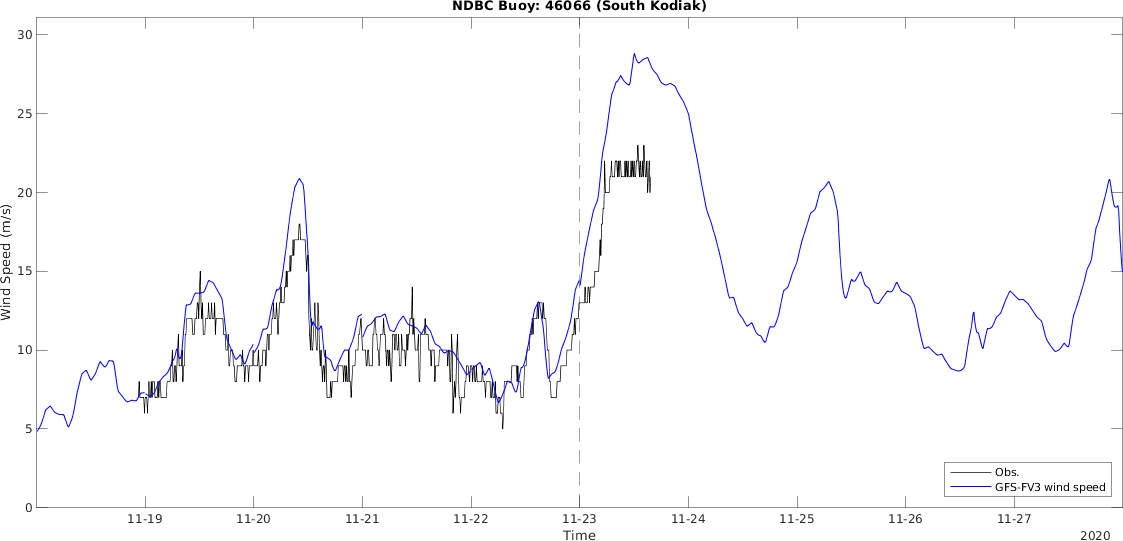 NDBC Buoy: 46066 (South Kodiak)
30
25
20
15
10
5
0
Wind Speed (m/s)
11-19 11-20 11-21 11-22 11-23 11-24 11-25 11-26 11-27
Time
2020
Obs.
GFS-FV3 wind speed